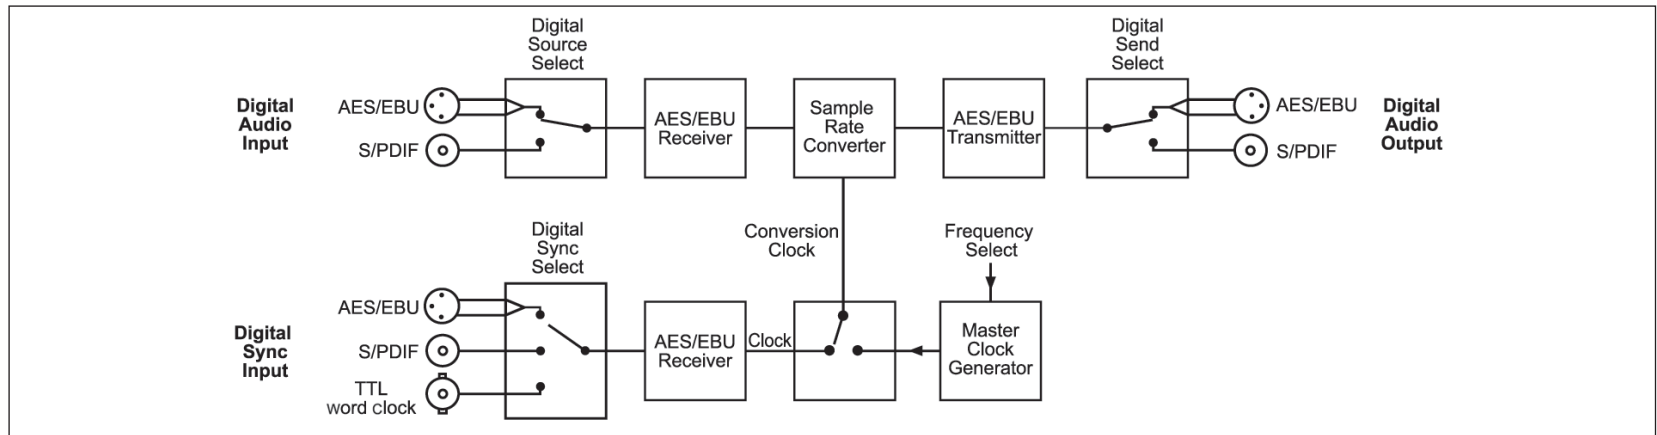 Digital
Source
Select
Digital
Send
Select
Digital
Audio
Input
AES/EBU
S/PDIF
AES/EBU
Receiver
Sample
Rate
Converter
AES/EBU
Transmitter
AES/EBU
S/PDIF
Digital
Audio
Output
Conversion
Clock
Frequency
Select
Digital
Sync
Select
Digital
Sync
Input
AES/EBU
S/PDIF
TTL
word clock
AES/EBU
Receiver
Clock
Master
Clock
Generator